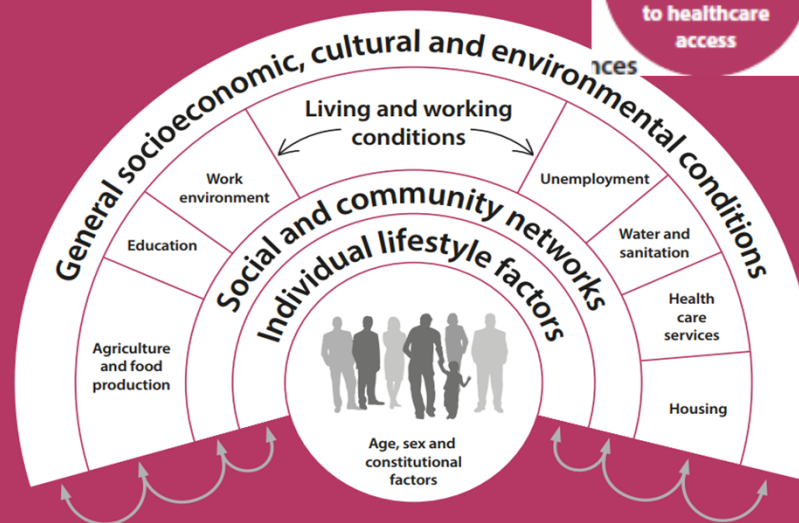 to healthcare
access
nces
General socioeconomic, cultural and environmental conditions
Living and working
conditions
Work
environment
Unemployment
Education
Water and
sanitation
Agriculture
and food
production
Health
care
services
Housing
Social and community networks
Individual lifestyle factors
Age, sex and
constitutional
factors